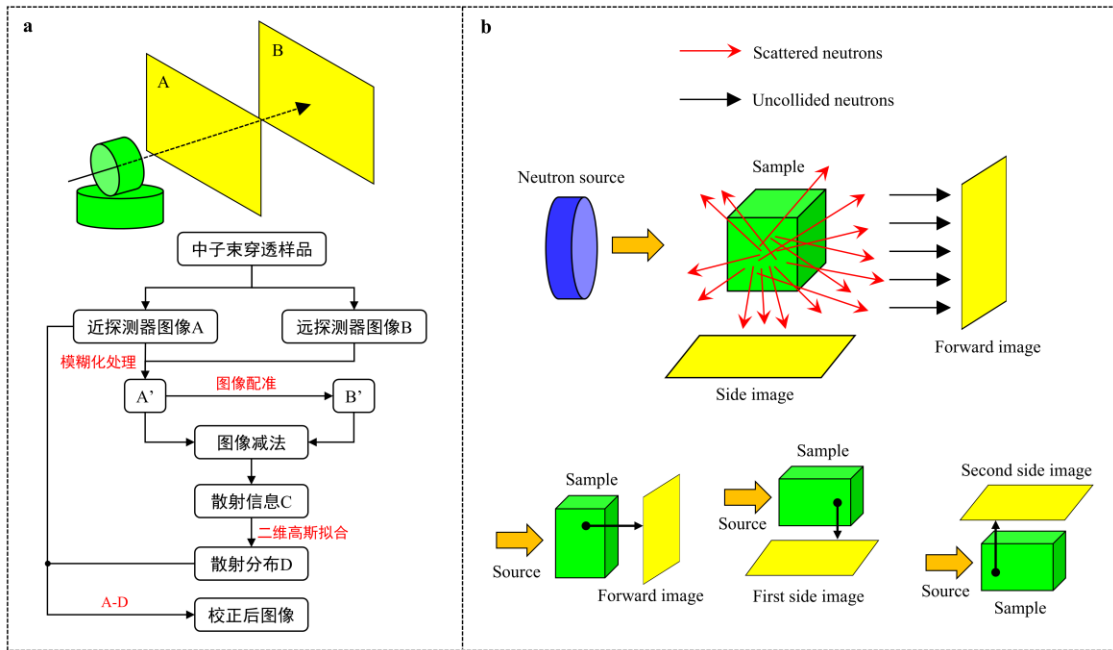 a
A
B
中子束穿透样品
近探测器图像A
远探测器图像B
模糊化处理
图像配准
A’
B’
图像减法
散射信息C
二维高斯拟合
散射分布D
A-D
校正后图像
b
Scattered neutrons
Uncollided neutrons
Neutron source
Sample
Forward image
Side image
Sample
Source
Forward image
Sample
Source
First side image
Second side image
Source
Sample